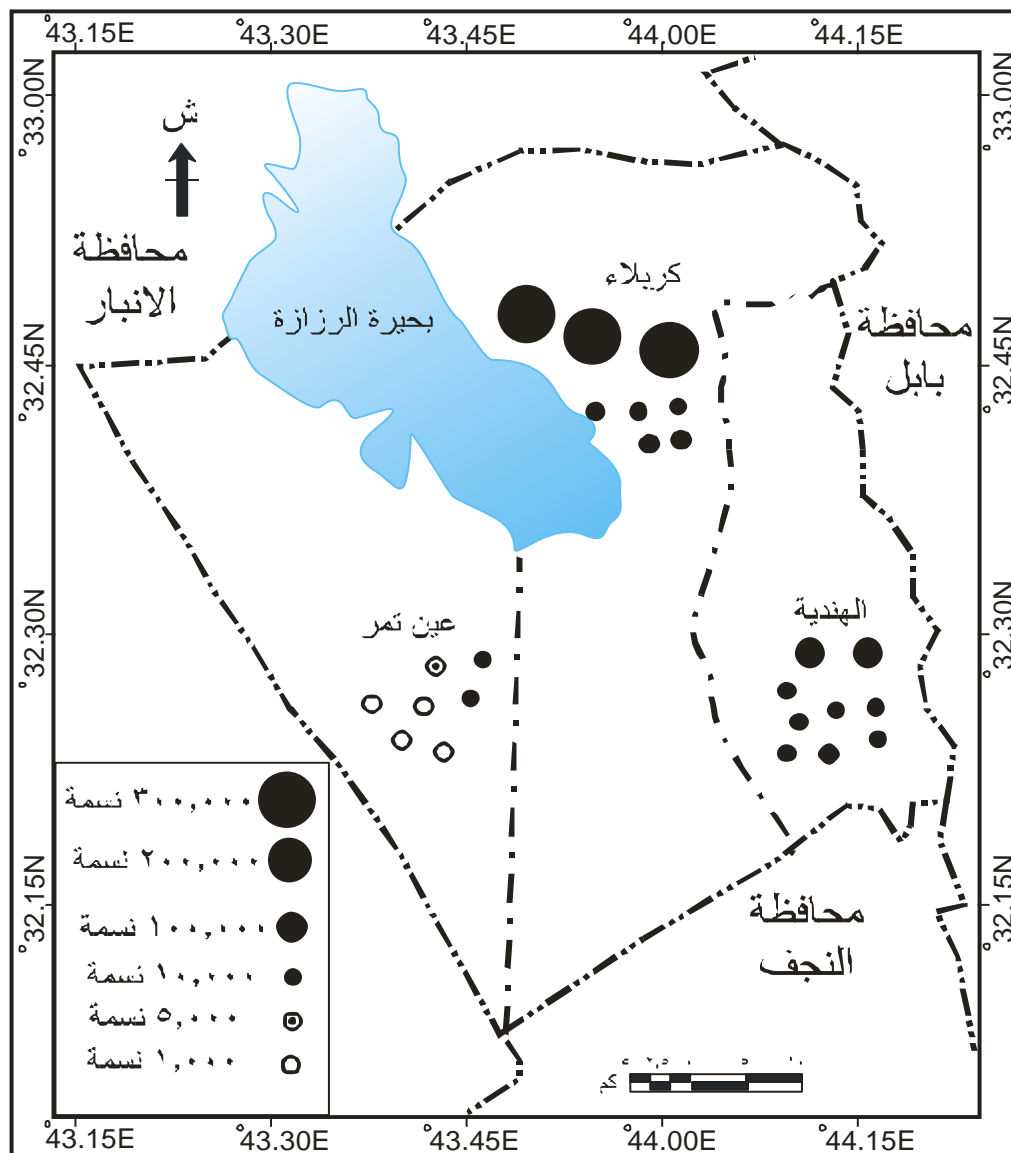 43.15E°
43.30E°
43.45E°
44.00E°
44.15E°
33.00N°
33.00N°
ش
محافظة
الانبار
كربلاء
بحيرة الرزازة
محافظة
بابل
32.45N°
32.45N°
الهندية
عين تمر
32.30N°
32.30N°
٣٠٠,٠٠٠ نسمة
٢٠٠,٠٠٠ نسمة
١٠٠,٠٠٠ نسمة
١٠,٠٠٠ نسمة
٥,٠٠٠ نسمة
١,٠٠٠ نسمة
32.15N°
32.15N°
محافظة
النجف
كم
43.15E°
43.30E°
43.45E°
44.00E°
44.15E°